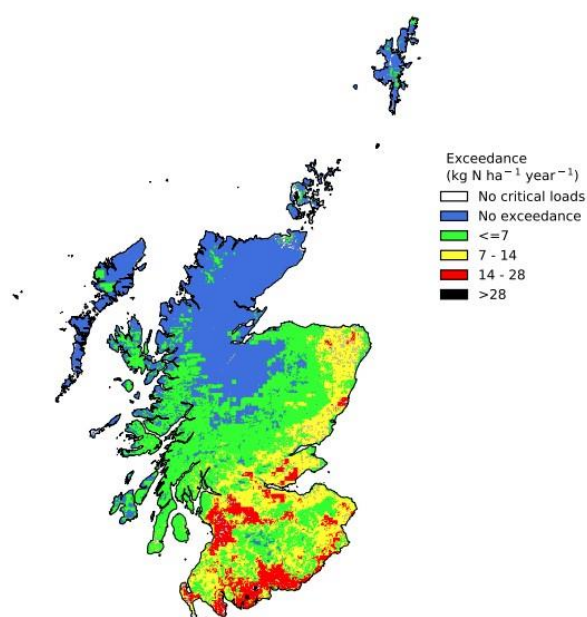 Exceedance
(kg N ha⁻¹ year⁻¹)
No critical loads
No exceedance
<=7
7 - 14
14 - 28
>28